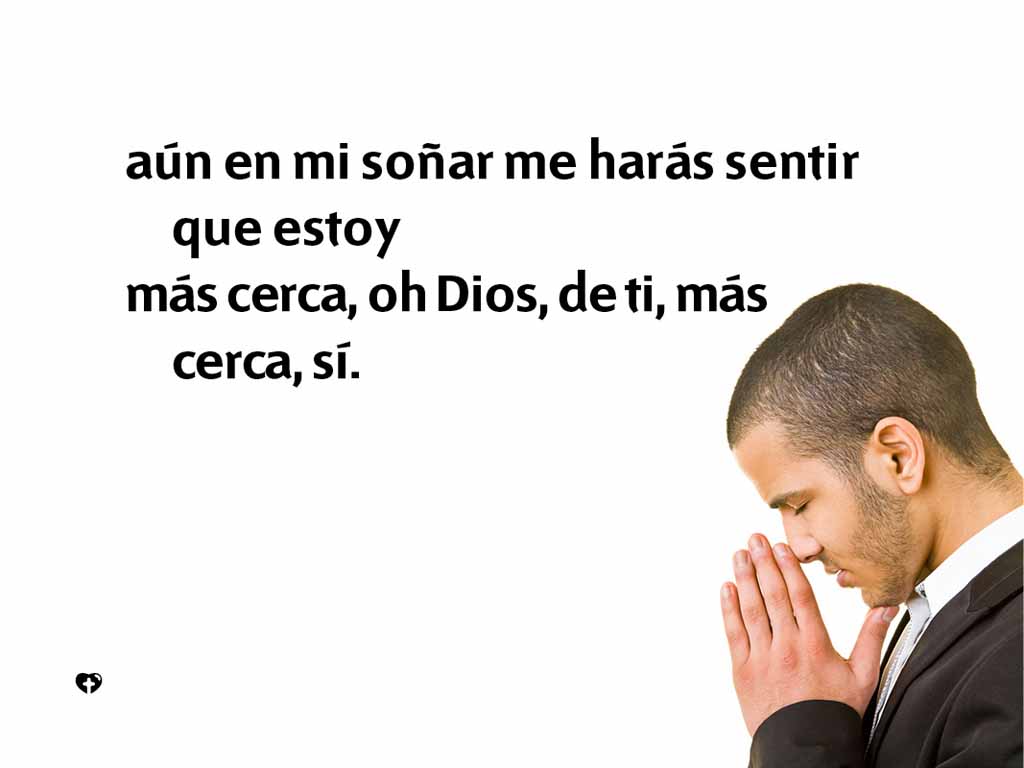 aún en mi soñar me harás sentir
que estoy
más cerca, oh Dios, de ti, más
cerca, sí.